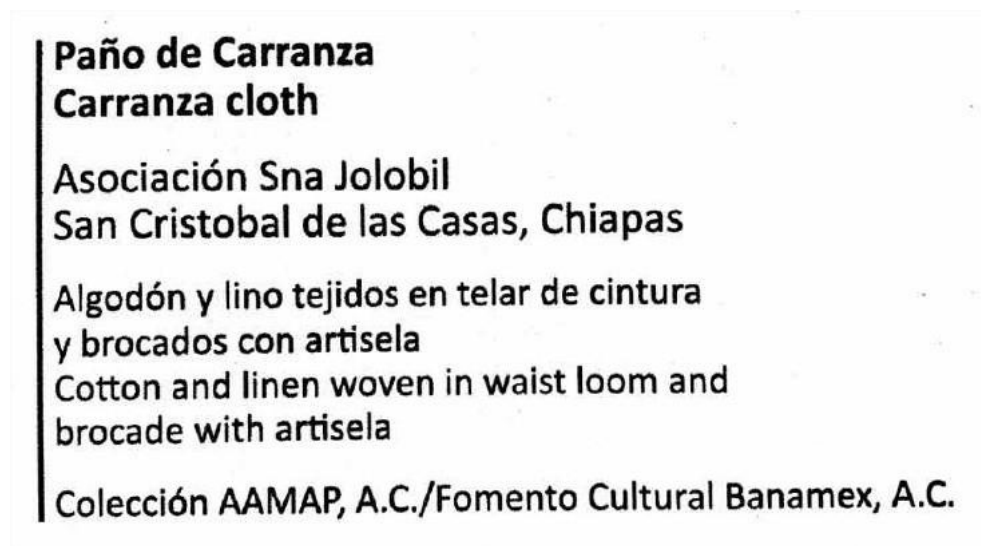 Paño de Carranza
Carranza cloth
Asociación Sna Jolobil
San Cristobal de las Casas, Chiapas
Algodón y lino tejidos en telar de cintura
y brocados con artisela
Cotton and linen woven in waist loom and
brocade with artisela
Colección AAMAP, A.C./Fomento Cultural Banamex, A.C.